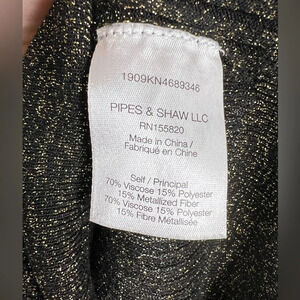 1909KN4689346
PIPES & SHAW LLC
RN155820
Made in China /
Fabriqué en Chine
Self / Principal
70% Viscose 15% Polyester
15% Metallized Fiber
70% Viscose 15% Polyester
15% Fibre Métallisée